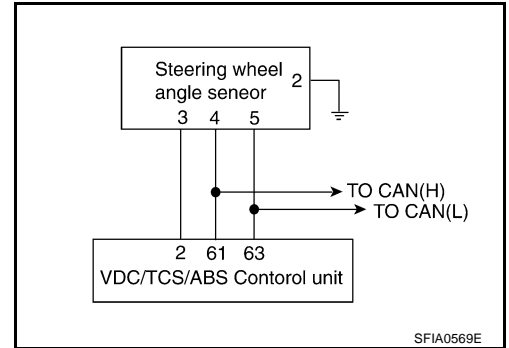 Steering wheel
angle seneor
2
3 4 5
TO CAN(H)
TO CAN(L)
2 61 63
VDC/TCS/ABS Contorol unit
SFIA0569E